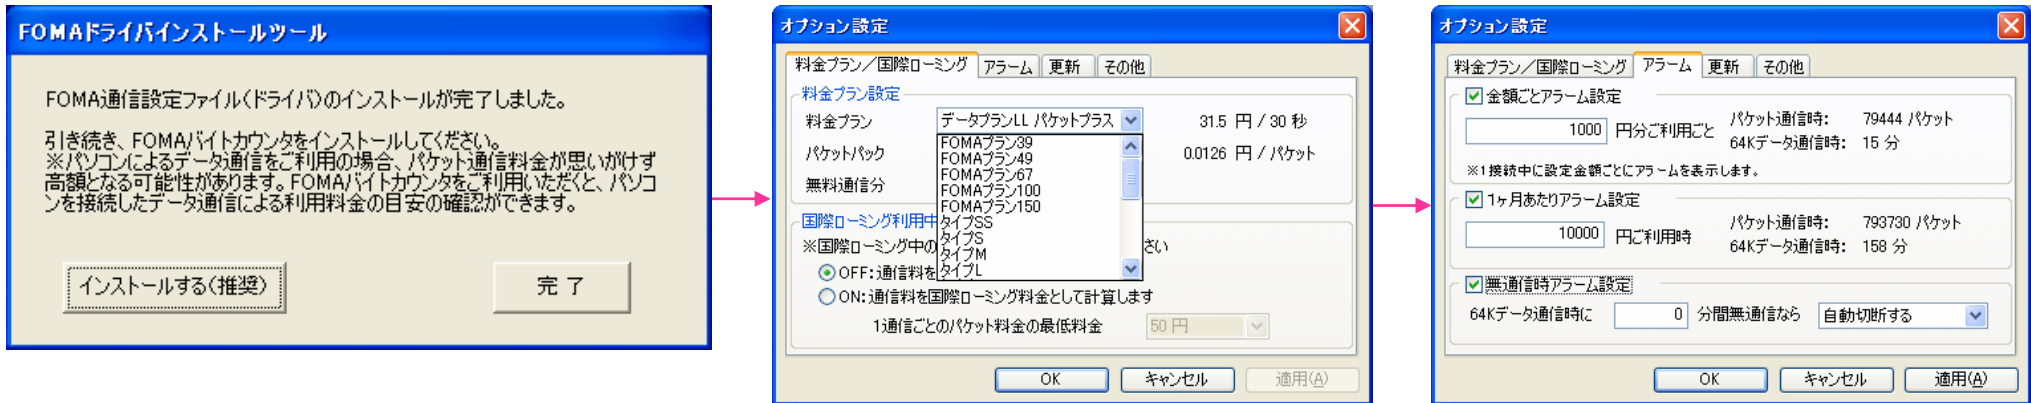 FOMAドライバインストールツール
FOMA通信設定ファイル(ドライバ)のインストールが完了しました。
引き続き、FOMAバイトカウンタをインストールしてください。
※パソコンによるデータ通信をご利用の場合、パケット通信料金が思いがけず
高額となる可能性があります。FOMAバイトカウンタをご利用いただくと、パソコ
ンを接続したデータ通信による利用料金の目安の確認ができます。
インストールする(推奨)
完了
オプション設定
料金プラン/国際ローミング アラーム 更新 その他
料金プラン設定
料金プラン データプランLL パケットプラス 31.5 円 / 30 秒
パケットパック 0.0126 円 / パケット
無料通信分
FOMAプラン39
FOMAプラン49
FOMAプラン67
FOMAプラン100
FOMAプラン150
タイプSS
タイプS
タイプM
タイプL
国際ローミング利用中
※国際ローミング中の さい
OFF:通信料を
ON:通信料を国際ローミング料金として計算します
1通信ごとのパケット料金の最低料金 50 円
OK キャンセル 適用(A)
オプション設定
料金プラン/国際ローミング アラーム 更新 その他
金額ごとアラーム設定
1000 円分ご利用ごと
パケット通信時: 79444 パケット
64Kデータ通信時: 15 分
※1接続中に設定金額ごとにアラームを表示します。
1ヶ月あたりアラーム設定
10000 円ご利用時
パケット通信時: 793730 パケット
64Kデータ通信時: 158 分
無通信時アラーム設定
64Kデータ通信時に 0 分間無通信なら 自動切断する
OK キャンセル 適用(A)